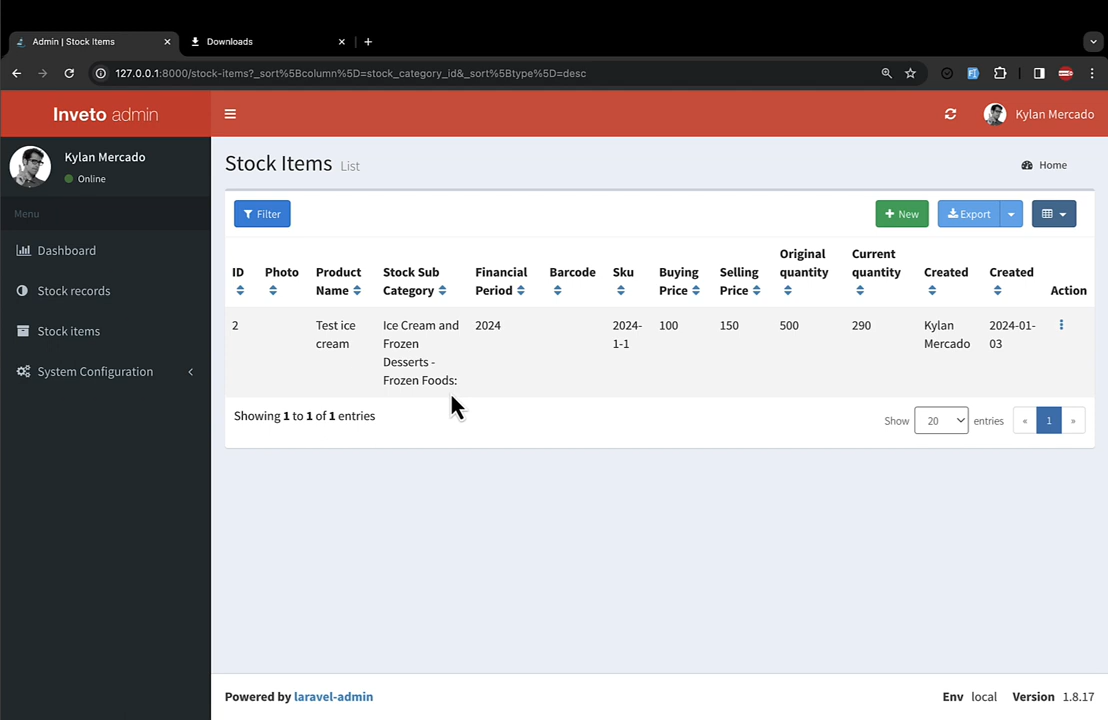 Admin | Stock Items
Downloads
127.0.0.1:8000/stock-items?_sort%5Bcolumn%5D=stock_category_id&_sort%5Btype%5D=desc
Inveto admin
Kylan Mercado
Kylan Mercado
Online
Menu
Dashboard
Stock records
Stock items
System Configuration
Stock Items List
Home
Filter
New
Export
ID
Photo
Product
Name
Stock Sub
Category
Financial
Period
Barcode
Sku
Buying
Price
Selling
Price
Original
quantity
Current
quantity
Created
Created
Action
2
Test ice
cream
Ice Cream and
Frozen
Desserts -
Frozen Foods:
2024
2024-
1-1
100
150
500
290
Kylan
Mercado
2024-01-
03
Showing 1 to 1 of 1 entries
Show 20 entries
« 1 »
Powered by laravel-admin
Env local Version 1.8.17